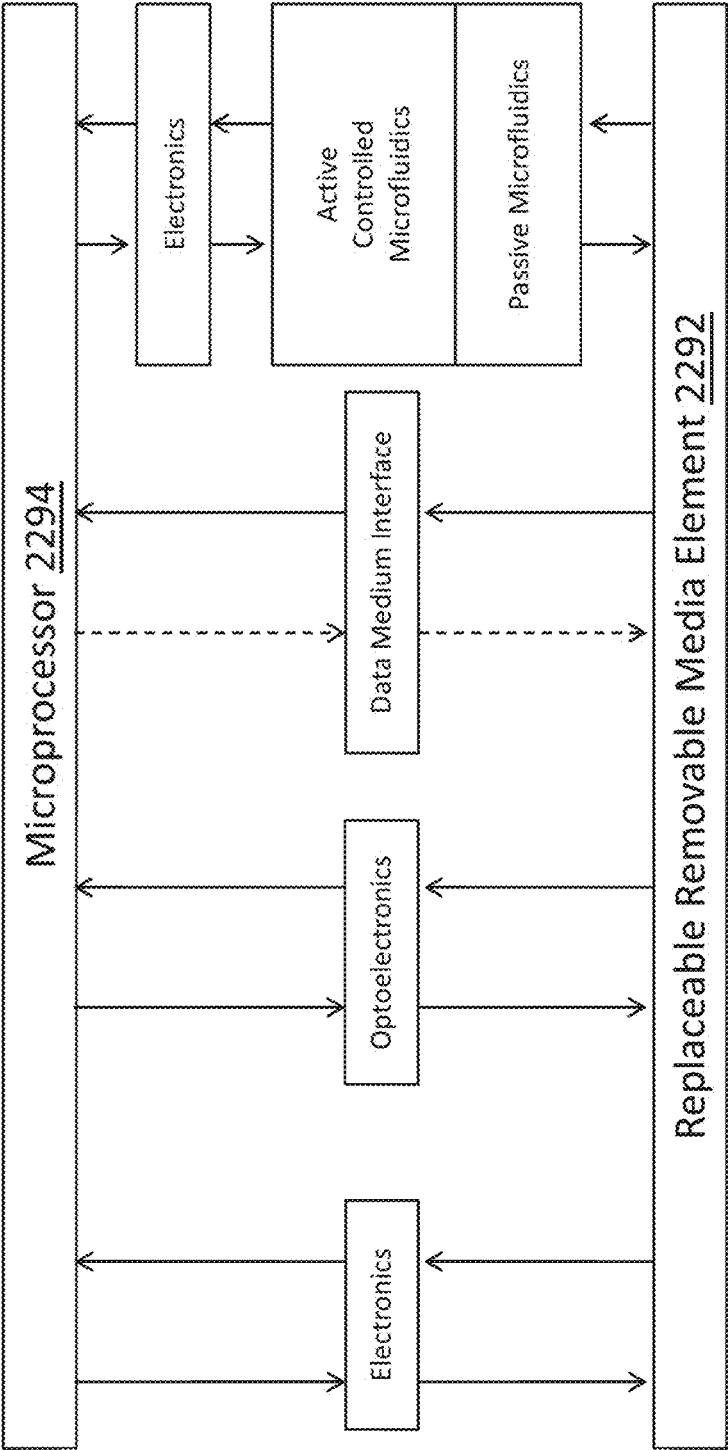 Microprocessor 2294
Electronics
Optoelectronics
Data Medium Interface
Electronics
Active
Controlled
Microfluidics
Passive Microfluidics
Replaceable Removable Media Element 2292